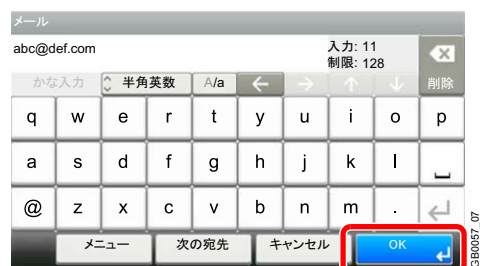 メール
abc@def.com
入力: 11
制限: 128
かな入力 半角英数 A/a 削除
q w e r t y u i o p
a s d f g h j k l
@ z x c v b n m .
メニュー 次の宛先 キャンセル OK
GB0057_07